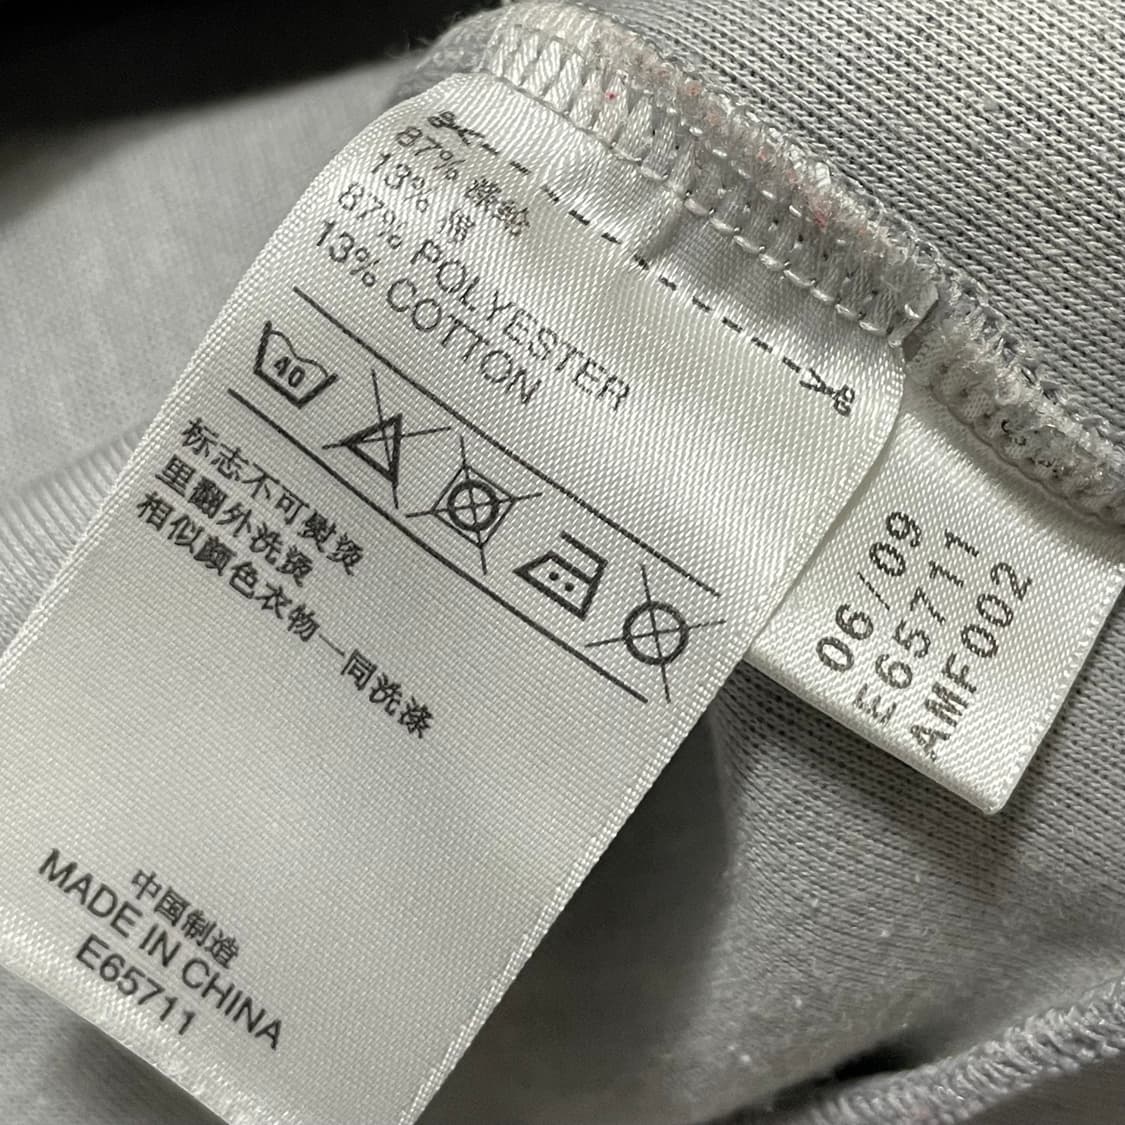 87% 涤纶
13% 棉
87% POLYESTER
13% COTTON
40
标志不可熨烫
里翻外洗烫
相似颜色衣物一同洗涤
中国制造
MADE IN CHINA
E65711
06/09
E65711
AMF002